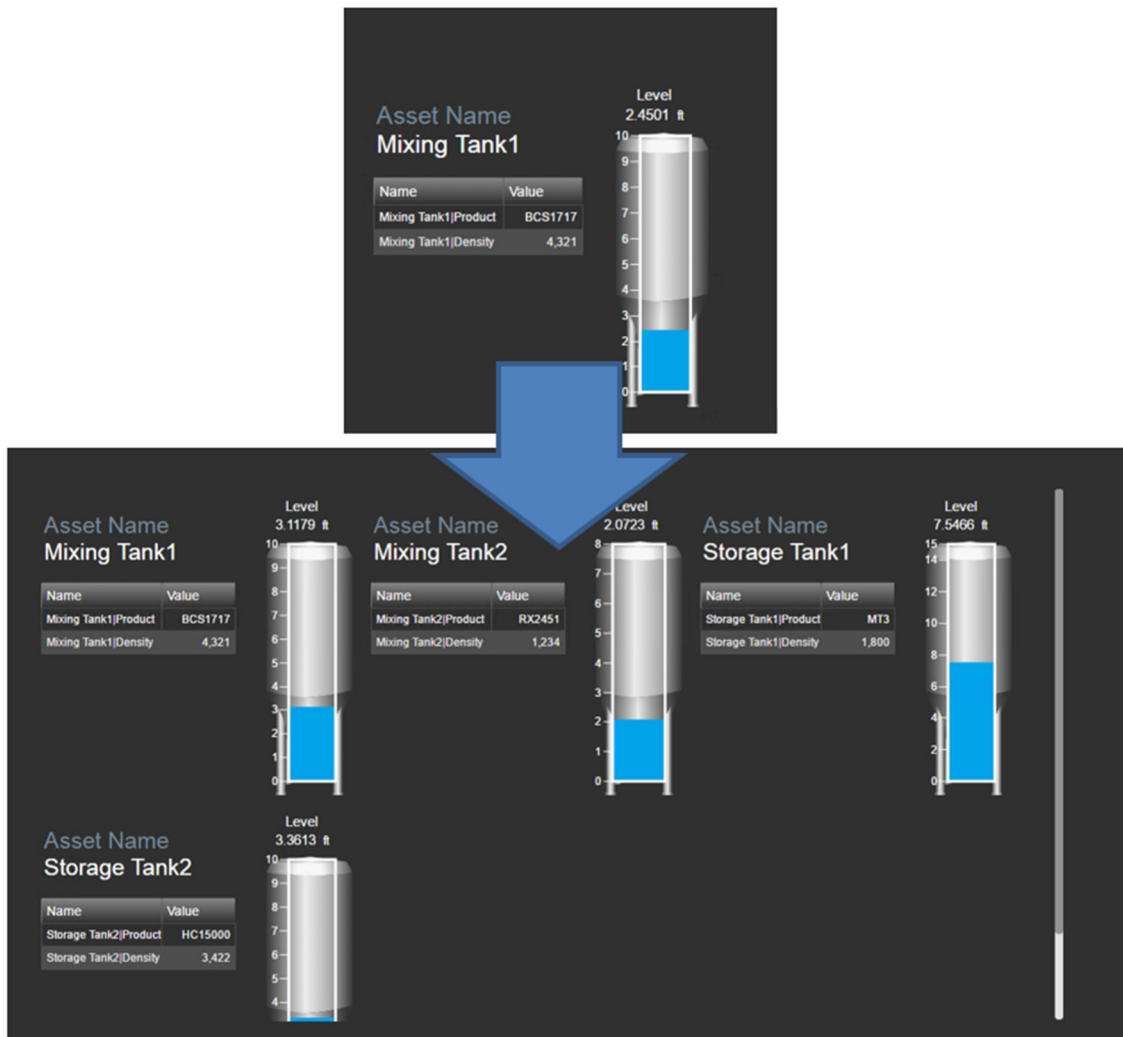 Level
2.4501 ft
Asset Name
Mixing Tank1
Name Value
Mixing Tank1|Product BCS1717
Mixing Tank1|Density 4,321
10
9
8
7
6
5
4
3
2
1
0
Level
3.1179 ft
Asset Name
Mixing Tank1
Name Value
Mixing Tank1|Product BCS1717
Mixing Tank1|Density 4,321
10
9
8
7
6
5
4
3
2
1
0
Level
2.0723 ft
Asset Name
Mixing Tank2
Name Value
Mixing Tank2|Product RX2451
Mixing Tank2|Density 1,234
8
7
6
5
4
3
2
1
0
Level
7.5466 ft
Asset Name
Storage Tank1
Name Value
Storage Tank1|Product MT3
Storage Tank1|Density 1,800
15
14
12
10
8
6
4
2
0
Level
3.3613 ft
Asset Name
Storage Tank2
Name Value
Storage Tank2|Product HC15000
Storage Tank2|Density 3,422
10
9
8
7
6
5
4